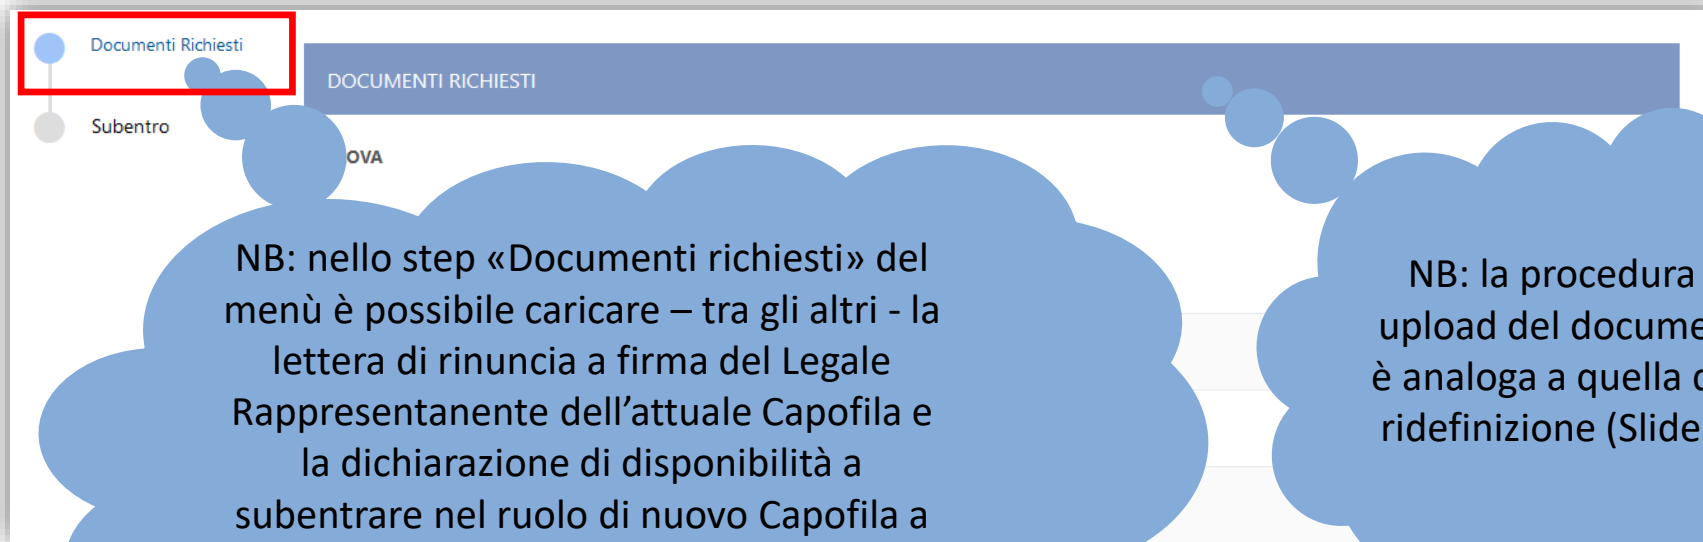 Documenti Richiesti
Subentro
DOCUMENTI RICHIESTI
OVA
NB: nello step «Documenti richiesti» del
menù è possibile caricare – tra gli altri - la
lettera di rinuncia a firma del Legale
Rappresentanente dell’attuale Capofila e
la dichiarazione di disponibilità a
subentrare nel ruolo di nuovo Capofila a
NB: la procedura
upload del docume
è analoga a quella
ridefinizione (Slide